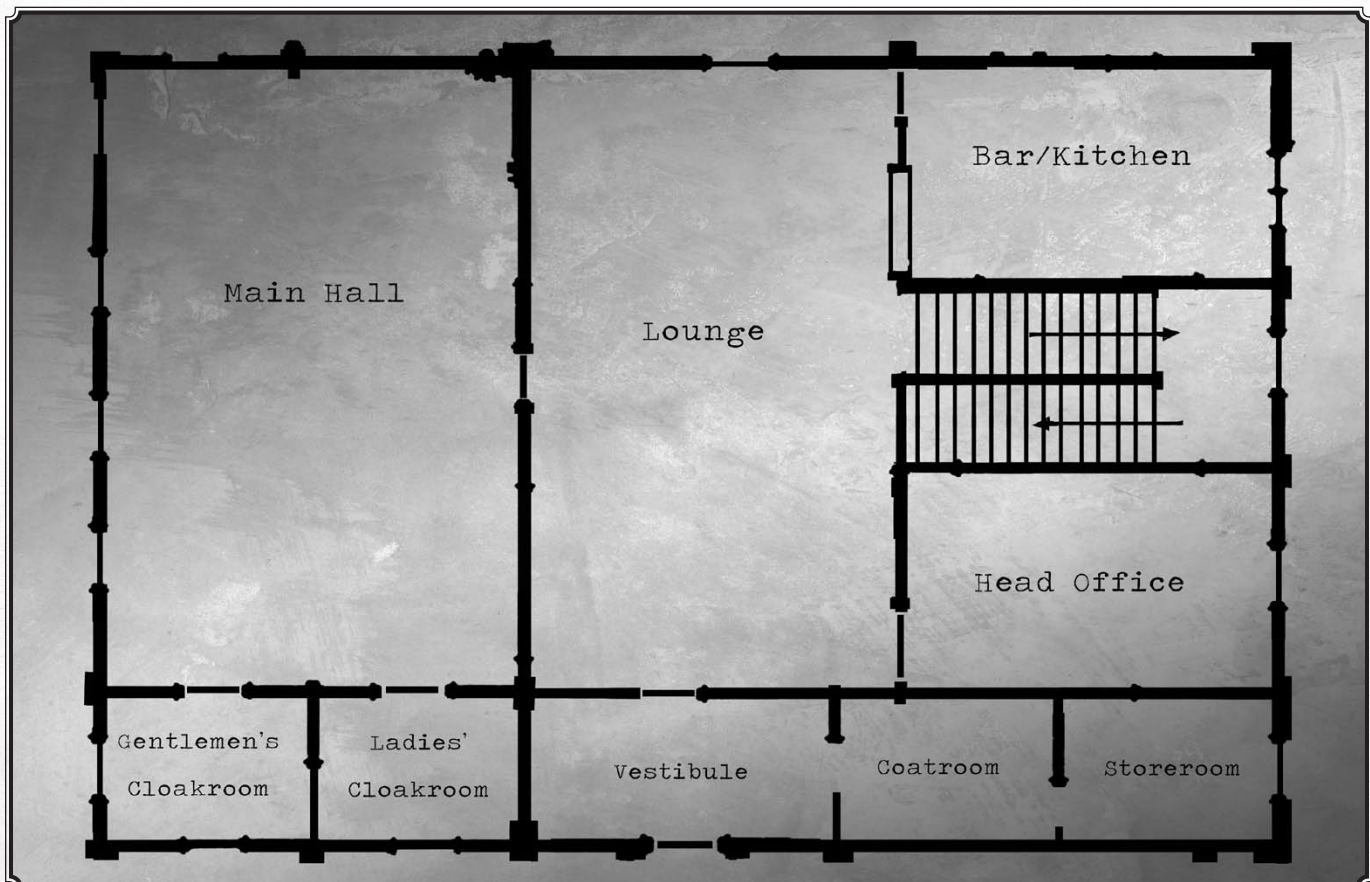 Bar/Kitchen
Main Hall
Lounge
Head Office
Gentlemen's
Cloakroom
Ladies'
Cloakroom
Vestibule
Coatroom
Storeroom